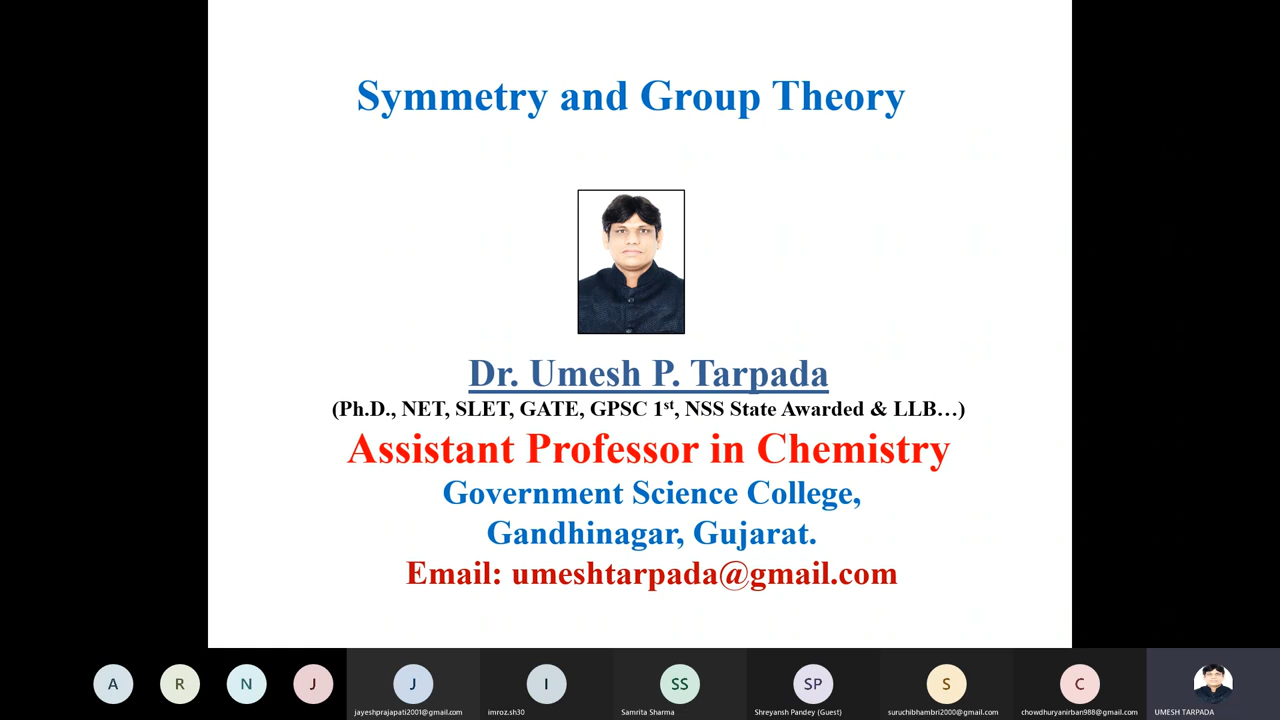 Symmetry and Group Theory
Dr. Umesh P. Tarpada
(Ph.D., NET, SLET, GATE, GPSC 1st, NSS State Awarded & LLB...)
Assistant Professor in Chemistry
Government Science College,
Gandhinagar, Gujarat.
Email: umeshtarpada@gmail.com
A R N J J I SS SP S C
jayeshprajapati2001@gmail.com imroz.sh30 Samrita Sharma Shreyansh Pandey (Guest) suruchibhambri2000@gmail.com chowdhuryanirban988@gmail.com UMESH TARPADA